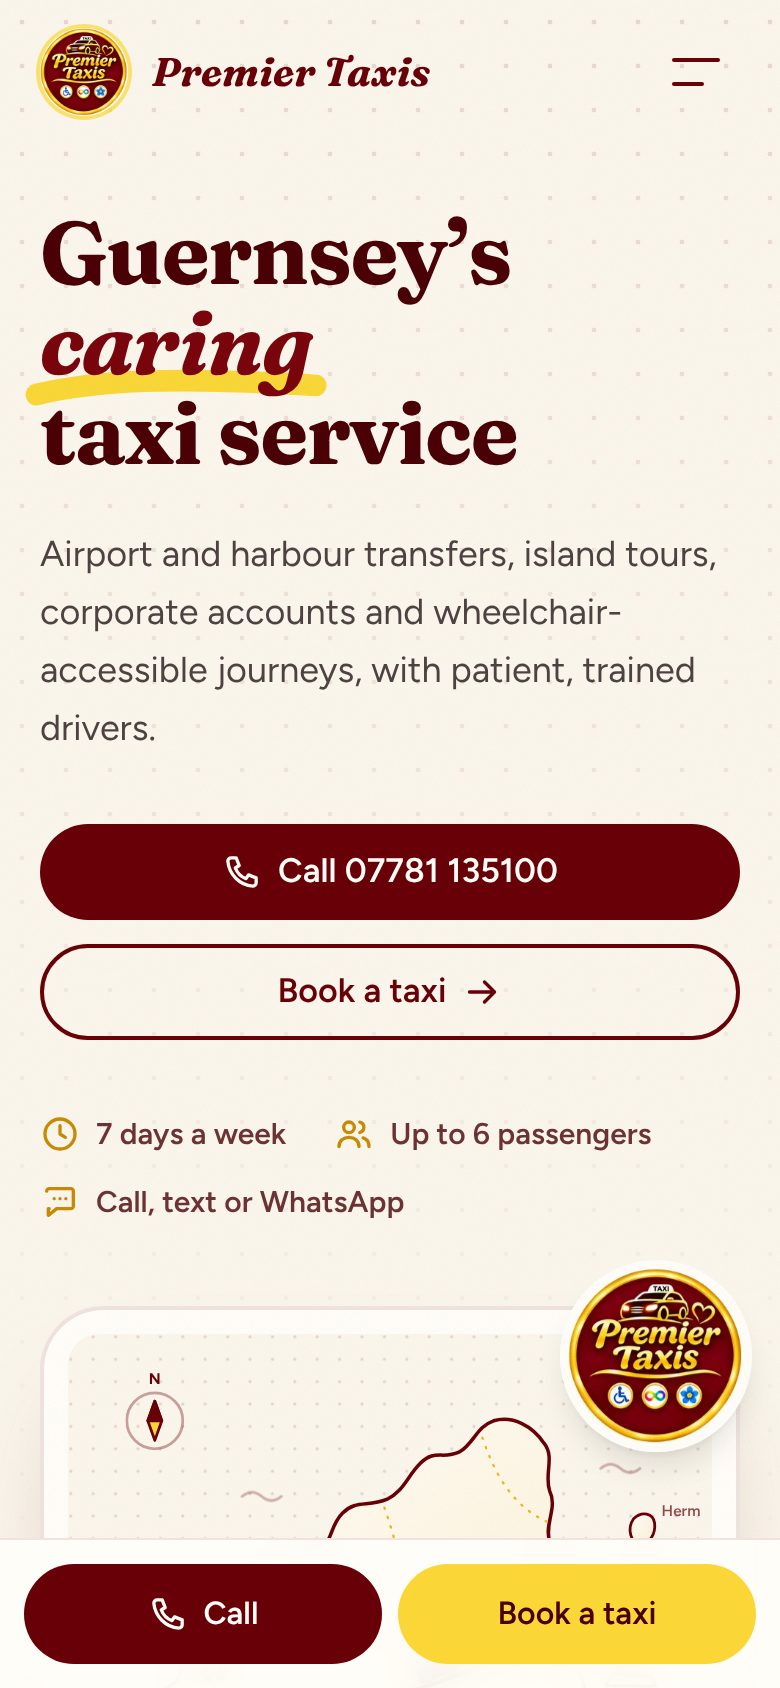 Premier
Taxis
Premier Taxis
Guernsey’s
caring
taxi service
Airport and harbour transfers, island tours,
corporate accounts and wheelchair-
accessible journeys, with patient, trained
drivers.
Call 07781 135100
Book a taxi
7 days a week
Up to 6 passengers
Call, text or WhatsApp
TAXI
Premier
Taxis
N
Herm
Call
Book a taxi